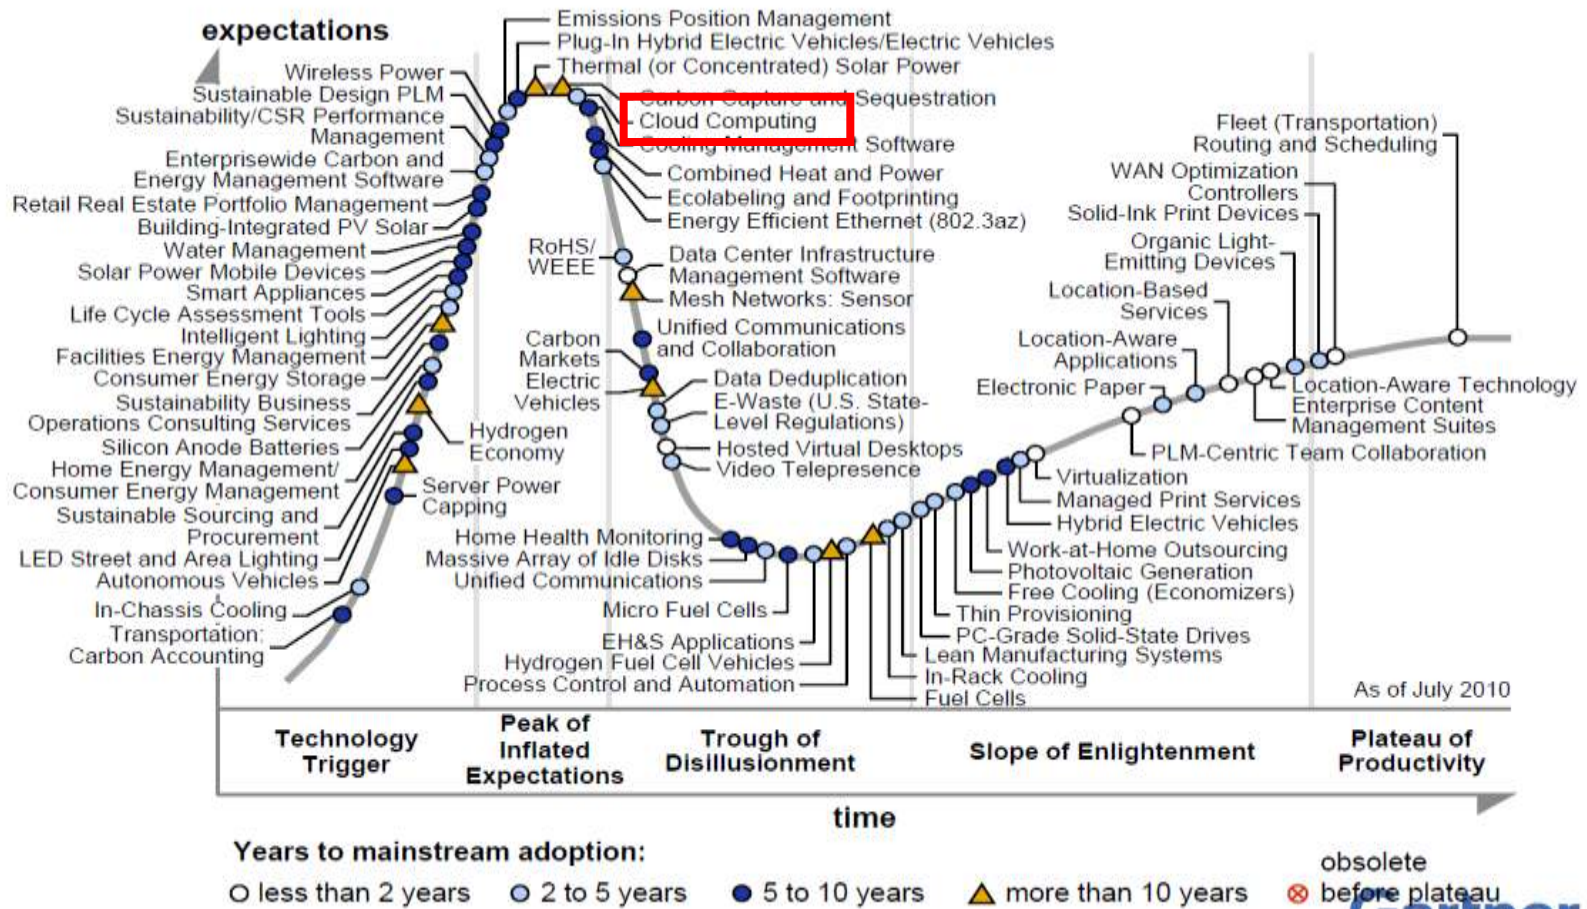 expectations
Emissions Position Management
Plug-In Hybrid Electric Vehicles/Electric Vehicles
Thermal (or Concentrated) Solar Power
Carbon Capture and Sequestration
Cloud Computing
Cooling Management Software
Combined Heat and Power
Ecolabeling and Footprinting
Energy Efficient Ethernet (802.3az)
Wireless Power
Sustainable Design PLM
Sustainability/CSR Performance
Management
Enterprisewide Carbon and
Energy Management Software
Retail Real Estate Portfolio Management
Building-Integrated PV Solar
Water Management
Solar Power Mobile Devices
Smart Appliances
Life Cycle Assessment Tools
Intelligent Lighting
Facilities Energy Management
Consumer Energy Storage
Sustainability Business
Operations Consulting Services
Silicon Anode Batteries
Home Energy Management/
Consumer Energy Management
Sustainable Sourcing and
Procurement
LED Street and Area Lighting
Autonomous Vehicles
In-Chassis Cooling
Transportation:
Carbon Accounting
Hydrogen
Economy
Server Power
Capping
RoHS/
WEEE
Data Center Infrastructure
Management Software
Mesh Networks: Sensor
Unified Communications
and Collaboration
Carbon
Markets
Electric
Vehicles
Data Deduplication
E-Waste (U.S. State-
Level Regulations)
Hosted Virtual Desktops
Video Telepresence
Home Health Monitoring
Massive Array of Idle Disks
Unified Communications
Micro Fuel Cells
EH&S Applications
Hydrogen Fuel Cell Vehicles
Process Control and Automation
Fleet (Transportation)
Routing and Scheduling
WAN Optimization
Controllers
Solid-Ink Print Devices
Organic Light-
Emitting Devices
Location-Based
Services
Location-Aware
Applications
Electronic Paper
Location-Aware Technology
Enterprise Content
Management Suites
PLM-Centric Team Collaboration
Virtualization
Managed Print Services
Hybrid Electric Vehicles
Work-at-Home Outsourcing
Photovoltaic Generation
Free Cooling (Economizers)
Thin Provisioning
PC-Grade Solid-State Drives
Lean Manufacturing Systems
In-Rack Cooling
Fuel Cells
As of July 2010
Technology
Trigger
Peak of
Inflated
Expectations
Trough of
Disillusionment
Slope of Enlightenment
Plateau of
Productivity
time
Years to mainstream adoption:
less than 2 years
2 to 5 years
5 to 10 years
more than 10 years
obsolete
before plateau
Gartner